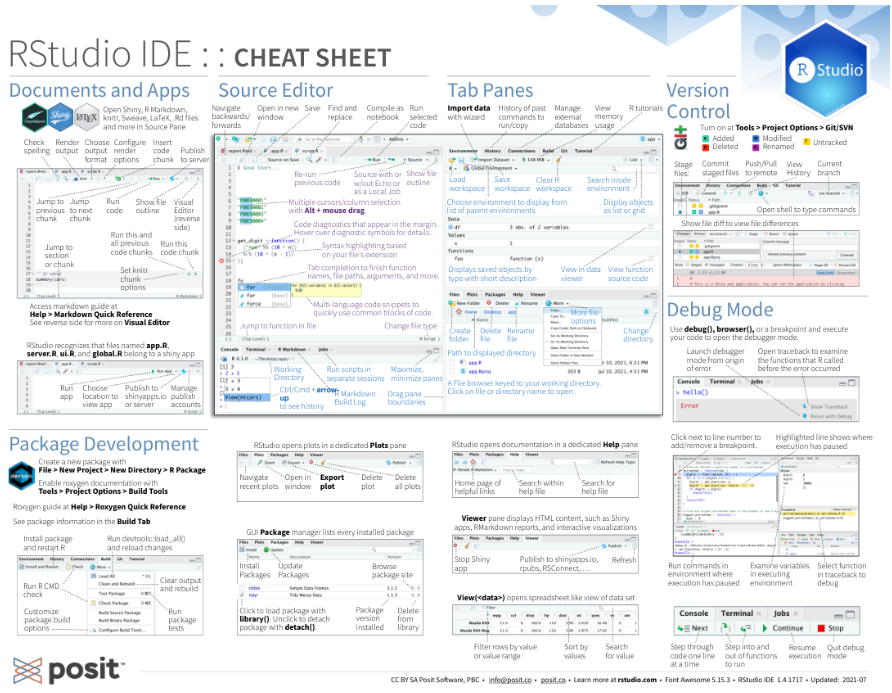 RStudio IDE : : CHEAT SHEET
R Studio
Documents and Apps
Open Shiny, R Markdown,
knitr, Sweave, LaTeX, .Rd files
and more in Source Pane
Check spelling
Render output
Choose output format
Configure render options
Insert code chunk
Publish to server
Jump to previous chunk
Jump to next chunk
Run code
Show file outline
Visual Editor (reverse side)
Jump to section or chunk
Run this and all previous code chunks
Run this code chunk
Set knitr options
Access markdown guide at
Help > Markdown Quick Reference
See reverse side for more on Visual Editor
RStudio recognizes that files named app.R,
server.R, ui.R, and global.R belong to a shiny app
Run app
Choose location to view app
Publish to shinyapps.io or server
Manage publish accounts
Package Development
Create a new package with
File > New Project > New Directory > R Package
Enable roxygen documentation with
Tools > Project Options > Build Tools
Roxygen guide at Help > Roxygen Quick Reference
See package information in the Build Tab
Install package and restart R
Run devtools::load_all() and reload changes
Run R CMD check
Clear output and rebuild
Customize package build options
Run package tests
Source Editor
Navigate backwards/forwards
Open in new window
Save
Find and replace
Compile as notebook
Run selected code
Re-run previous code
Source with or w/out Echo or as a Local Job
Show file outline
Multiple cursors/column selection
with Alt + mouse drag.
Code diagnostics that appear in the margin.
Hover over diagnostic symbols for details.
Syntax highlighting based
on your file's extension
Tab completion to finish function
names, file paths, arguments, and more.
Multi-language code snippets to
quickly use common blocks of code.
Jump to function in file
Change file type
Working Directory
Run scripts in separate sessions
Maximize, minimize panes
Ctrl/Cmd + arrow-up
to see history
R Markdown Build Log
Drag pane boundaries
Tab Panes
Import data with wizard
History of past commands to run/copy
Manage external databases
View memory usage
R tutorials
Load workspace
Save workspace
Clear R workspace
Search inside environment
Choose environment to display from
list of parent environments
Display objects as list or grid
Data
df 3 obs. of 2 variables
Values
x 1
Functions
foo function (x)
Displays saved objects by
type with short description
View in data viewer
View function source code
Create folder
Delete file
Rename file
More file options
Change directory
Path to displayed directory
A File browser keyed to your working directory.
Click on file or directory name to open.
RStudio opens plots in a dedicated Plots pane
Navigate recent plots
Open in window
Export plot
Delete plot
Delete all plots
GUI Package manager lists every installed package
Install Packages
Update Packages
Browse package site
Click to load package with
library(). Unclick to detach
package with detach().
Package version installed
Delete from library
RStudio opens documentation in a dedicated Help pane
Home page of helpful links
Search within help file
Search for help file
Viewer pane displays HTML content, such as Shiny
apps, RMarkdown reports, and interactive visualizations
Stop Shiny app
Publish to shinyapps.io, rpubs, RSConnect, …
Refresh
View(<data>) opens spreadsheet like view of data set
Filter rows by value or value range
Sort by values
Search for value
Version Control
Git
Turn on at Tools > Project Options > Git/SVN
Added
Deleted
Modified
Renamed
Untracked
Stage files:
Commit staged files
Push/Pull to remote
View History
Current branch
Open shell to type commands
Show file diff to view file differences
Debug Mode
Use debug(), browser(), or a breakpoint and execute
your code to open the debugger mode.
Launch debugger mode from origin of error
Open traceback to examine the functions that R called before the error occurred
Console Terminal Jobs
> hello()
Error
Show Traceback
Rerun with Debug
Click next to line number to add/remove a breakpoint.
Highlighted line shows where execution has paused
Run commands in environment where execution has paused
Examine variables in executing environment
Select function in traceback to debug
Console Terminal Jobs
Next
Continue
Stop
Step through code one line at a time
Step into and out of functions to run
Resume execution
Quit debug mode
posit™
CC BY SA Posit Software, PBC • info@posit.co • posit.co • Learn more at rstudio.com • Font Awesome 5.15.3 • RStudio IDE 1.4.1717 • Updated: 2021-07